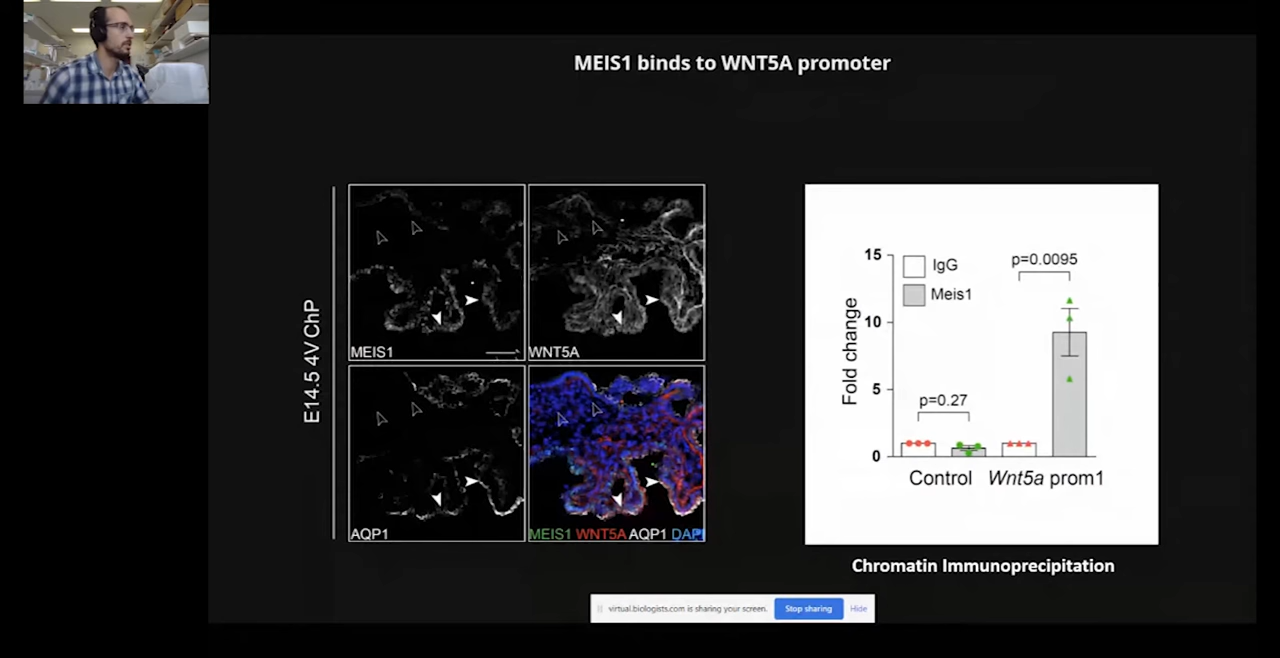 MEIS1 binds to WNT5A promoter
E14.5 4V ChP
MEIS1
WNT5A
AQP1
MEIS1 WNT5A AQP1 DAPI
15
10
5
0
Fold change
IgG
Meis1
p=0.27
p=0.0095
Control
Wnt5a prom1
Chromatin Immunoprecipitation
virtual.biologists.com is sharing your screen.
Stop sharing
Hide